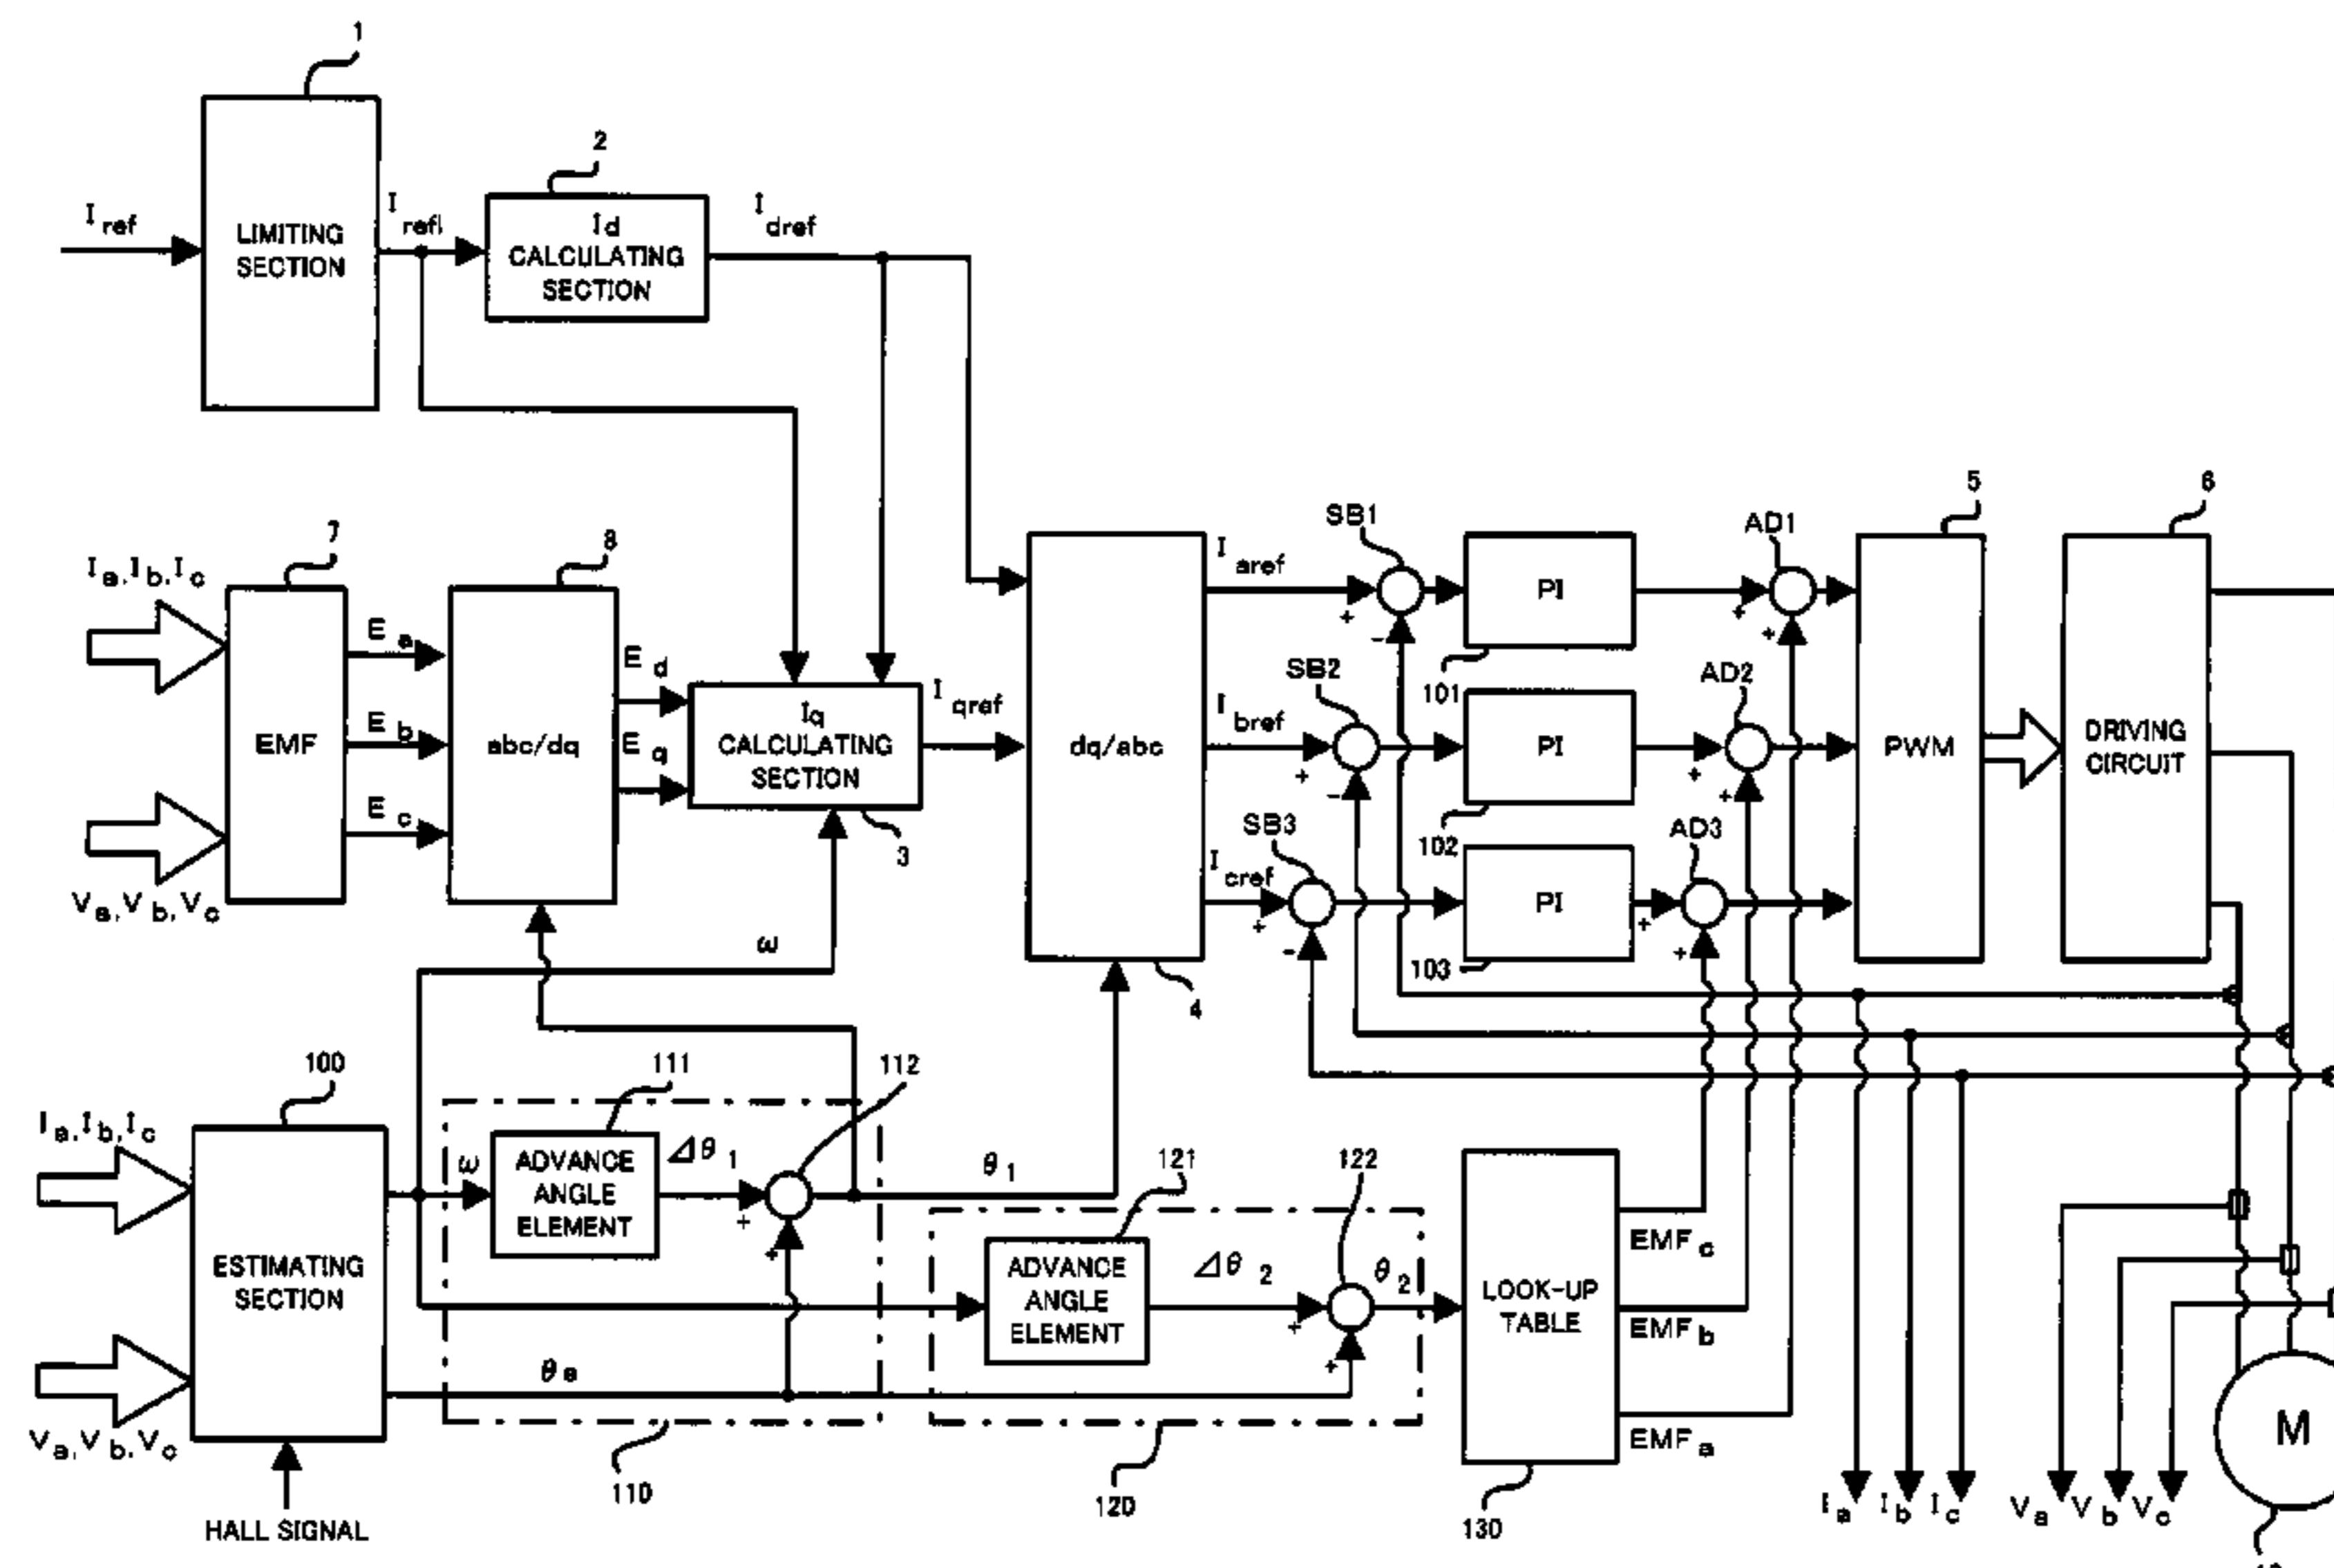 1
2
I ref
LIMITING
SECTION
I refl
Id
CALCULATING
SECTION
I dref
7
8
Ia, Ib, Ic
EMF
Va, Vb, Vc
E a
E b
E c
abc/dq
E d
E q
Iq
CALCULATING
SECTION
3
I qref
dq/abc
4
I aref
I bref
I cref
SB1
SB2
SB3
+
-
+
-
+
-
PI
101
PI
102
PI
103
AD1
AD2
AD3
+
+
+
+
+
+
5
PWM
6
DRIVING
CIRCUIT
ω
100
Ia, Ib, Ic
ESTIMATING
SECTION
Va, Vb, Vc
HALL SIGNAL
ω
111
ADVANCE
ANGLE
ELEMENT
⊿θ 1
112
+
+
θ 1
θe
110
121
ADVANCE
ANGLE
ELEMENT
⊿θ 2
122
+
+
θ 2
120
LOOK-UP
TABLE
130
EMF c
EMF b
EMF a
Ia Ib Ic
Va Vb Vc
M